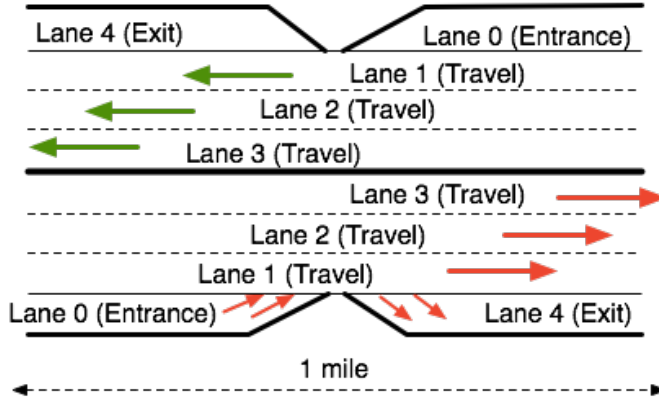 Lane 4 (Exit)
Lane 0 (Entrance)
Lane 1 (Travel)
Lane 2 (Travel)
Lane 3 (Travel)
Lane 3 (Travel)
Lane 2 (Travel)
Lane 1 (Travel)
Lane 0 (Entrance)
Lane 4 (Exit)
1 mile